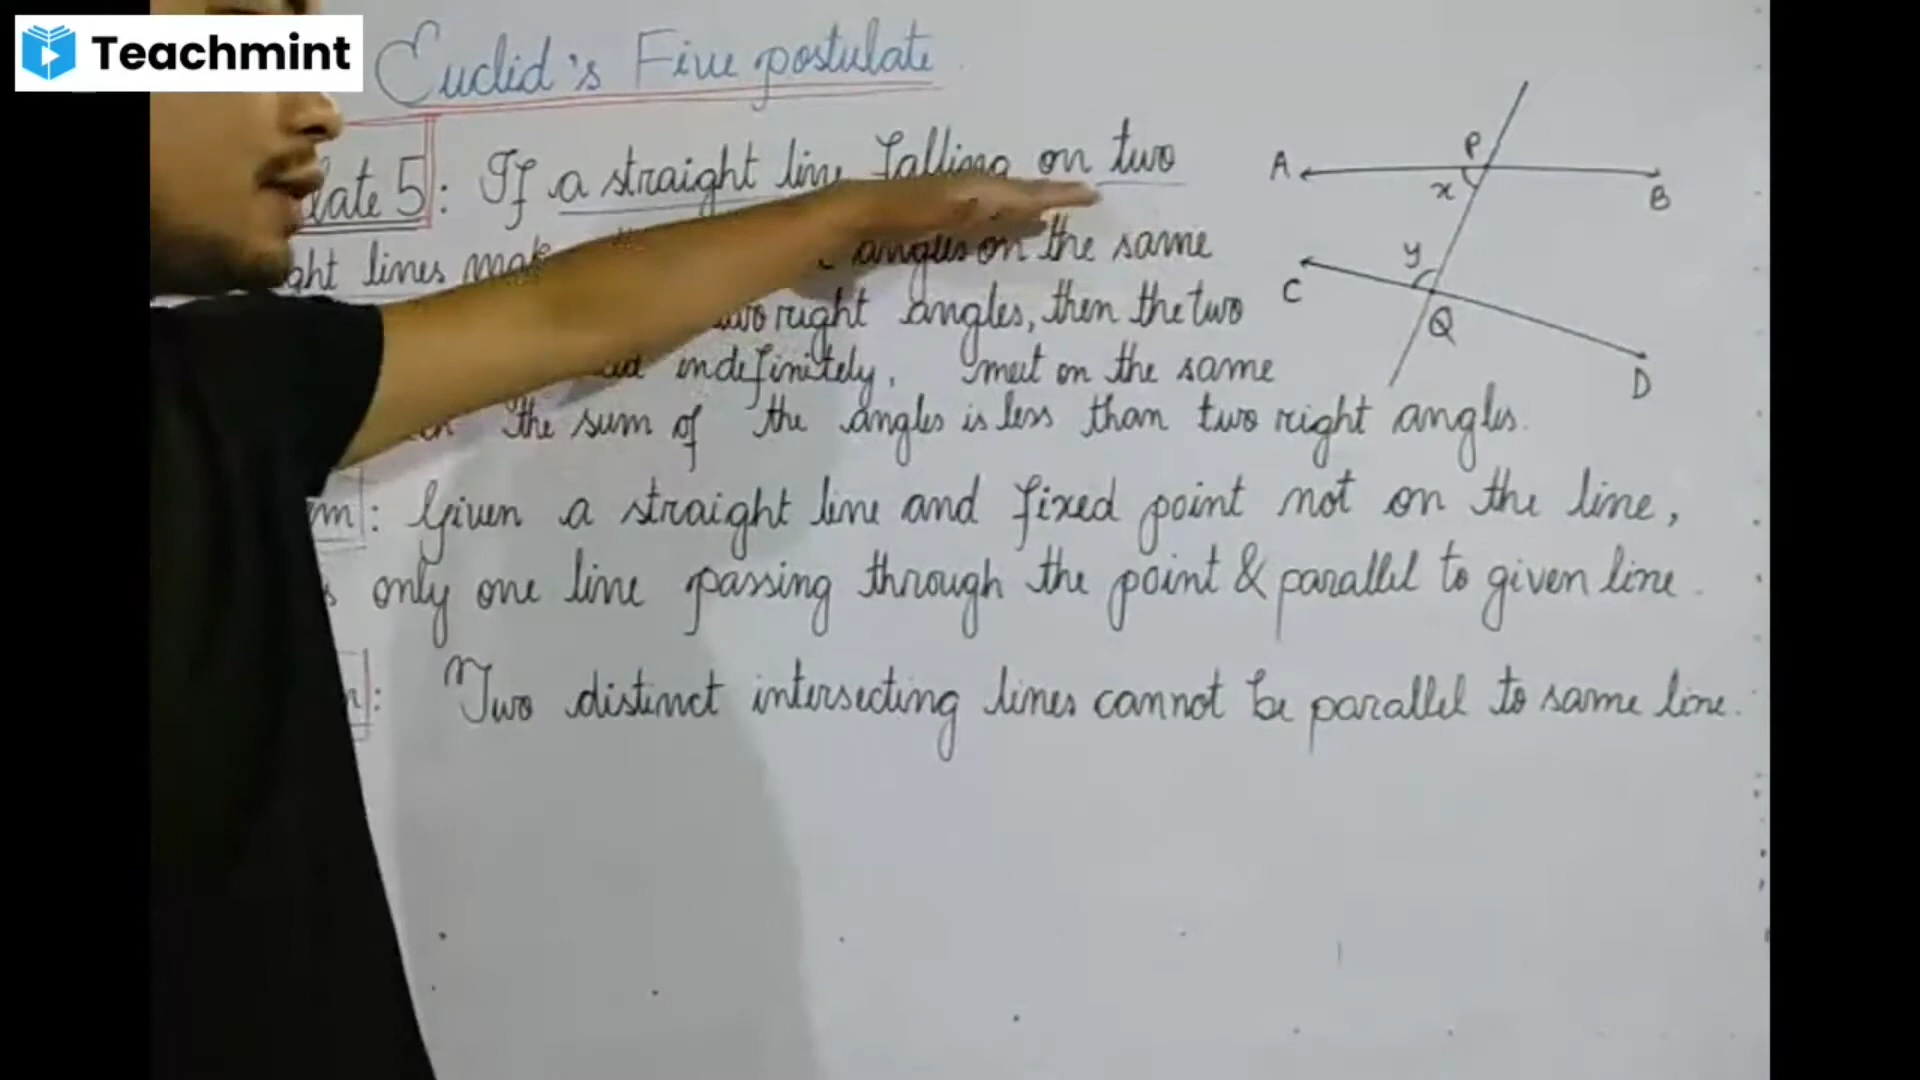 Teachmint
Euclid's Five postulate
5: If a straight line falling on two
lines angles on the same
right angles, then the two
indefinitely, meet on the same
the sum of the angles is less than two right angles.
: Given a straight line and fixed point not on the line,
only one line passing through the point & parallel to given line.
: Two distinct intersecting lines cannot be parallel to same line.
P
A
x
B
y
C
Q
D